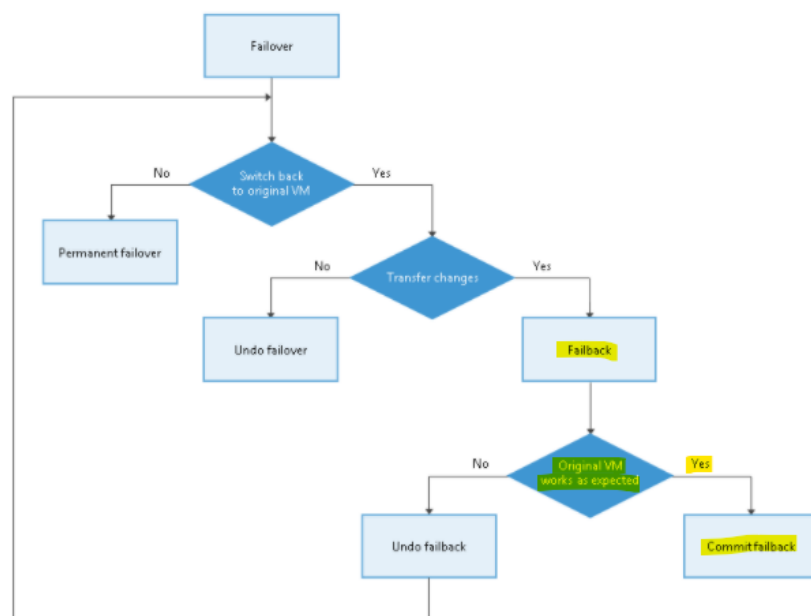 Failover
No
Switch back
to original VM
Yes
Permanent failover
No
Transfer changes
Yes
Undo failover
Failback
No
Original VM
works as expected
Yes
Undo failback
Commit failback